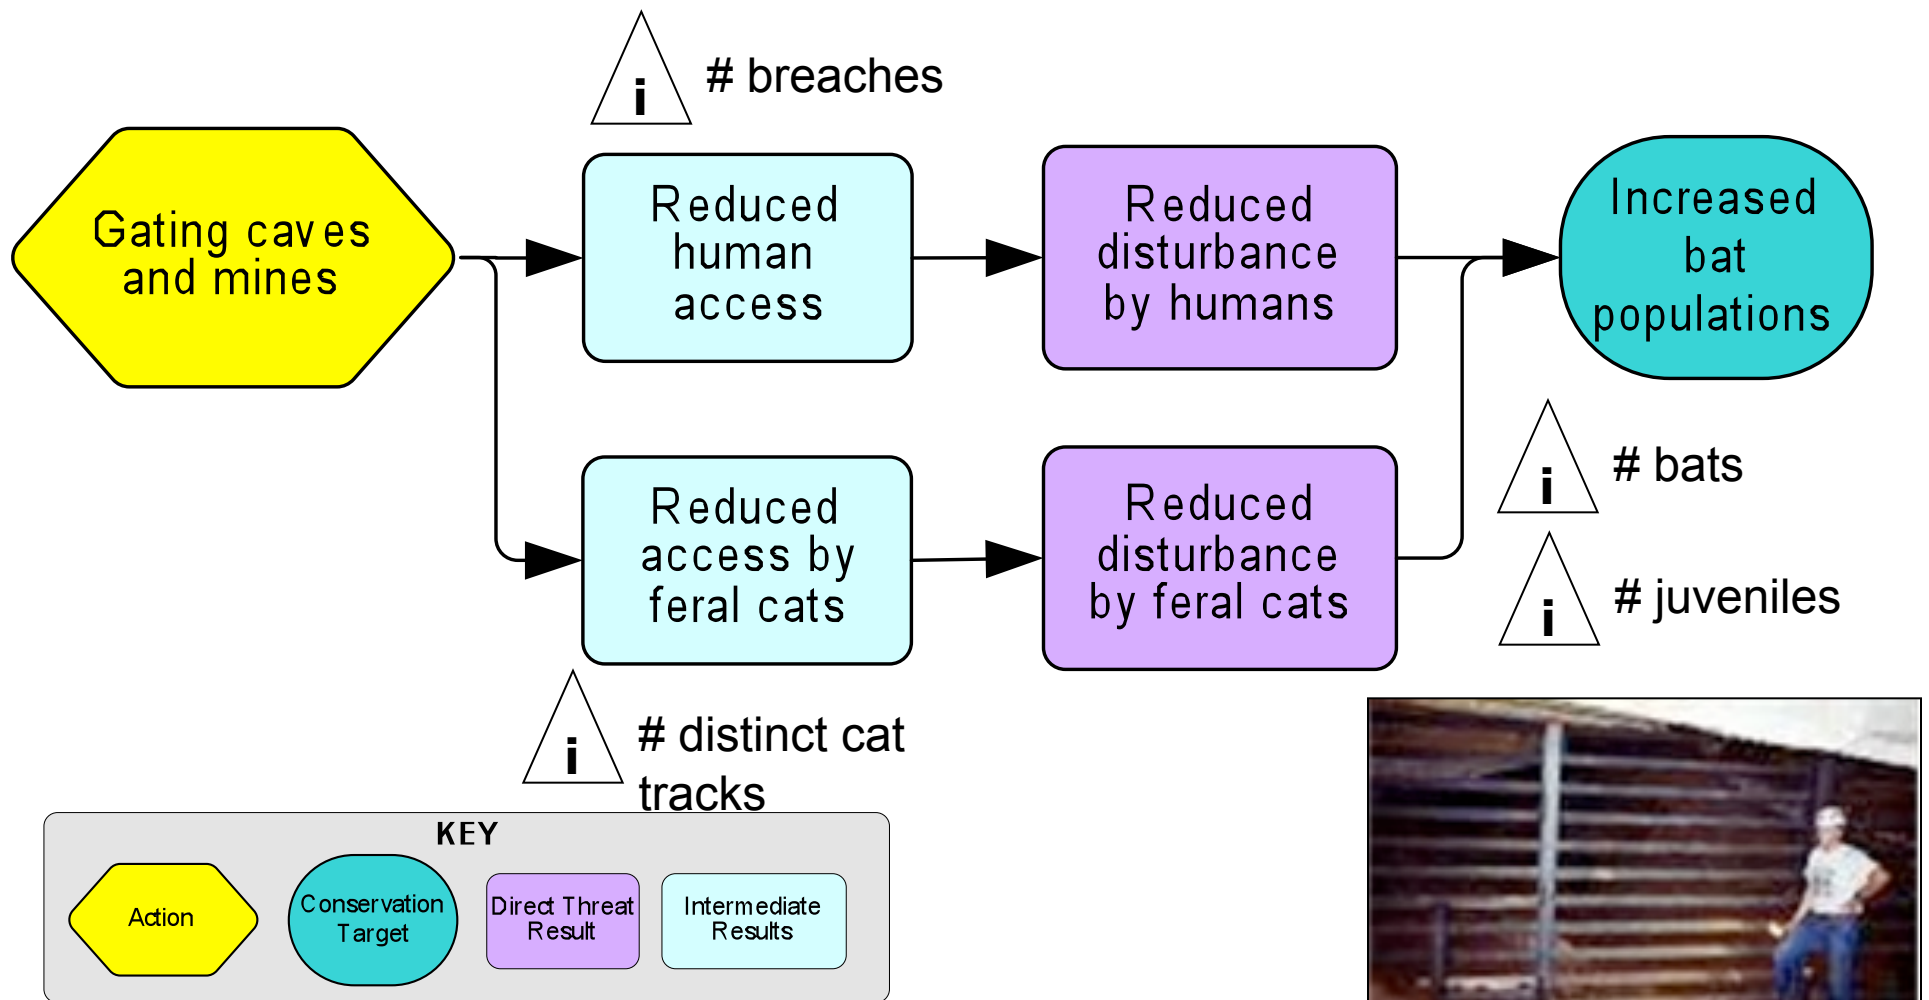 i
# breaches
Gating caves
and mines
Reduced
human
access
Reduced
disturbance
by humans
Increased
bat
populations
Reduced
access by
feral cats
Reduced
disturbance
by feral cats
i
# bats
i
# juveniles
i
# distinct cat
tracks
KEY
Action
Conservation
Target
Direct Threat
Result
Intermediate
Results